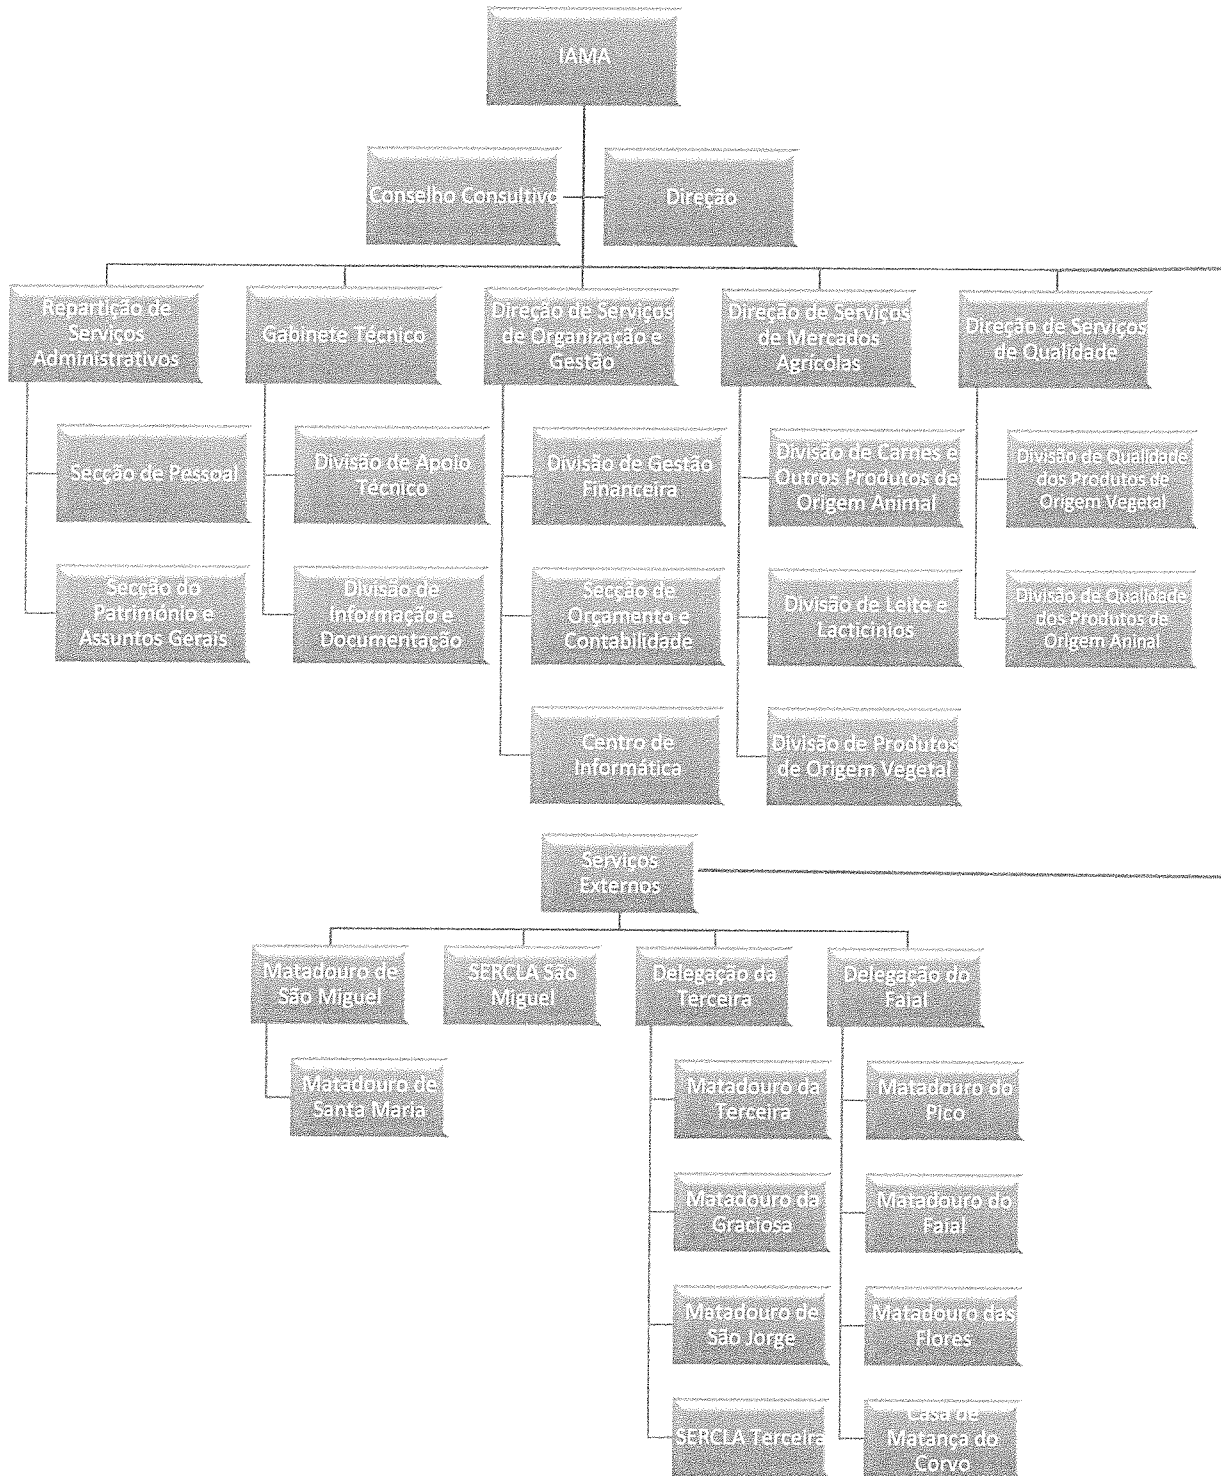 IAMA
Conselho Consultivo
Direção
Repartição de
Serviços
Administrativos
Gabinete Técnico
Direção de Serviços
de Organização e
Gestão
Direção de Serviços
de Mercados
Agrícolas
Direção de Serviços
de Qualidade
Secção de Pessoal
Divisão de Apoio
Técnico
Divisão de Gestão
Financeira
Divisão de Carnes e
Outros Produtos de
Origem Animal
Divisão de Qualidade
dos Produtos de
Origem Vegetal
Secção do
Património e
Assuntos Gerais
Divisão de
Informação e
Documentação
Secção de
Orçamento e
Contabilidade
Divisão de Leite e
Lacticínios
Divisão de Qualidade
dos Produtos de
Origem Aninal
Centro de
Informática
Divisão de Produtos
de Origem Vegetal
Serviços
Externos
Matadouro de
São Miguel
SERCLA São
Miguel
Delegação da
Terceira
Delegação do
Faial
Matadouro de
Santa Maria
Matadouro da
Terceira
Matadouro do
Pico
Matadouro da
Graciosa
Matadouro do
Faial
Matadouro de
São Jorge
Matadouro das
Flores
SERCLA Terceira
Casa de
Matança do
Corvo